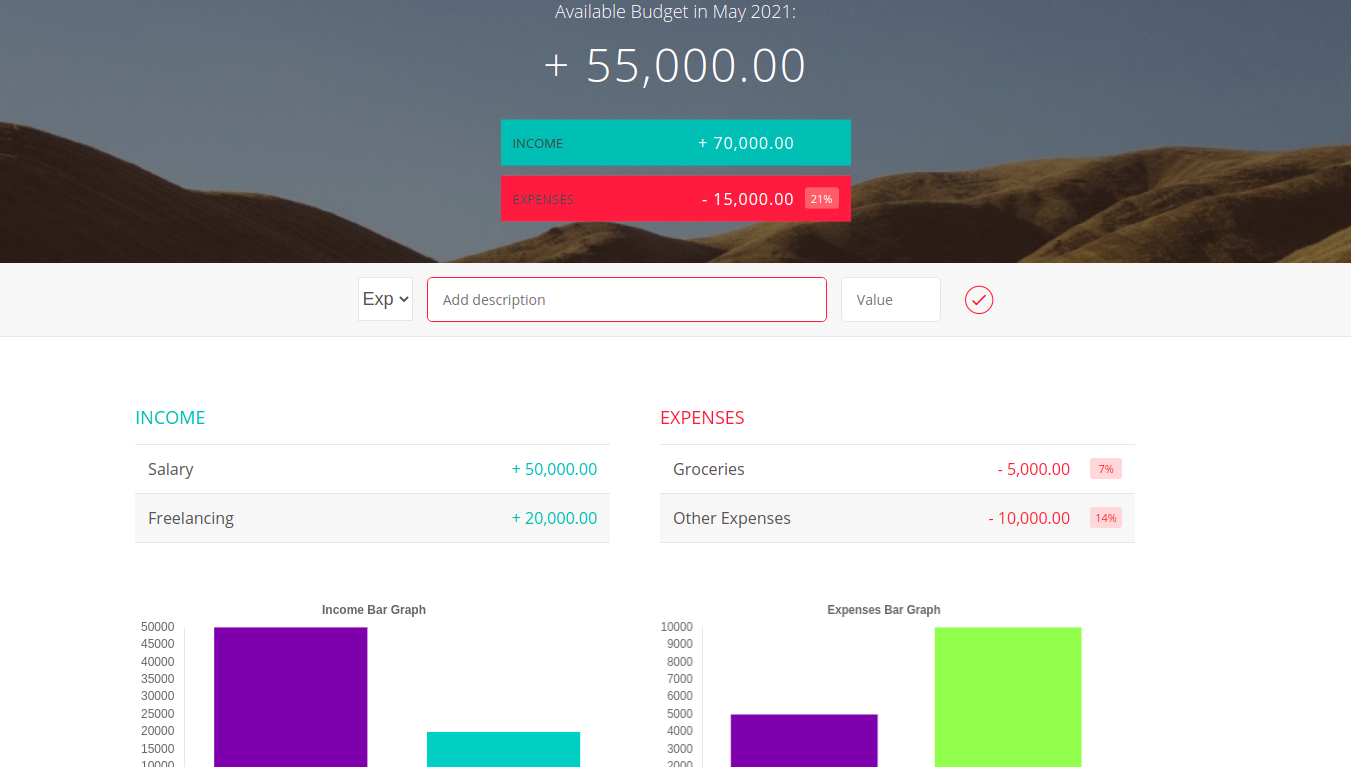 Available Budget in May 2021:
+ 55,000.00
INCOME + 70,000.00
EXPENSES - 15,000.00 21%
Exp Add description Value
INCOME
Salary + 50,000.00
Freelancing + 20,000.00
EXPENSES
Groceries - 5,000.00 7%
Other Expenses - 10,000.00 14%
Income Bar Graph
50000
45000
40000
35000
30000
25000
20000
15000
10000
Expenses Bar Graph
10000
9000
8000
7000
6000
5000
4000
3000
2000